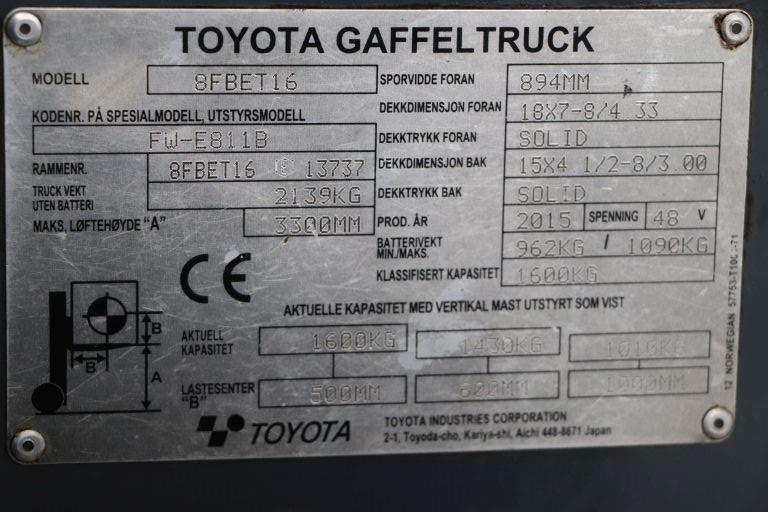 TOYOTA GAFFELTRUCK
MODELL 8FBET16
KODENR. PÅ SPESIALMODELL, UTSTYRSMODELL
FW-E811B
RAMMENR. 8FBET16 13737
TRUCK VEKT UTEN BATTERI 2139KG
MAKS. LØFTEHØYDE "A" 3300MM
SPORVIDDE FORAN 894MM
DEKKDIMENSJON FORAN 18X7-8/4.33
DEKKTRYKK FORAN SOLID
DEKKDIMENSJON BAK 15X4 1/2-8/3.00
DEKKTRYKK BAK SOLID
PROD. ÅR 2015 SPENNING 48 V
BATTERIVEKT MIN./MAKS. 962KG / 1090KG
KLASSIFISERT KAPASITET 1600KG
CE
AKTUELLE KAPASITET MED VERTIKAL MAST UTSTYRT SOM VIST
AKTUELL KAPASITET 1600KG 1430KG 1010KG
LASTESENTER "B" 500MM 600MM 1000MM
B
B
A
TOYOTA
TOYOTA INDUSTRIES CORPORATION
2-1, Toyoda-cho, Kariya-shi, Aichi 448-8671 Japan
12 NORWEGIAN